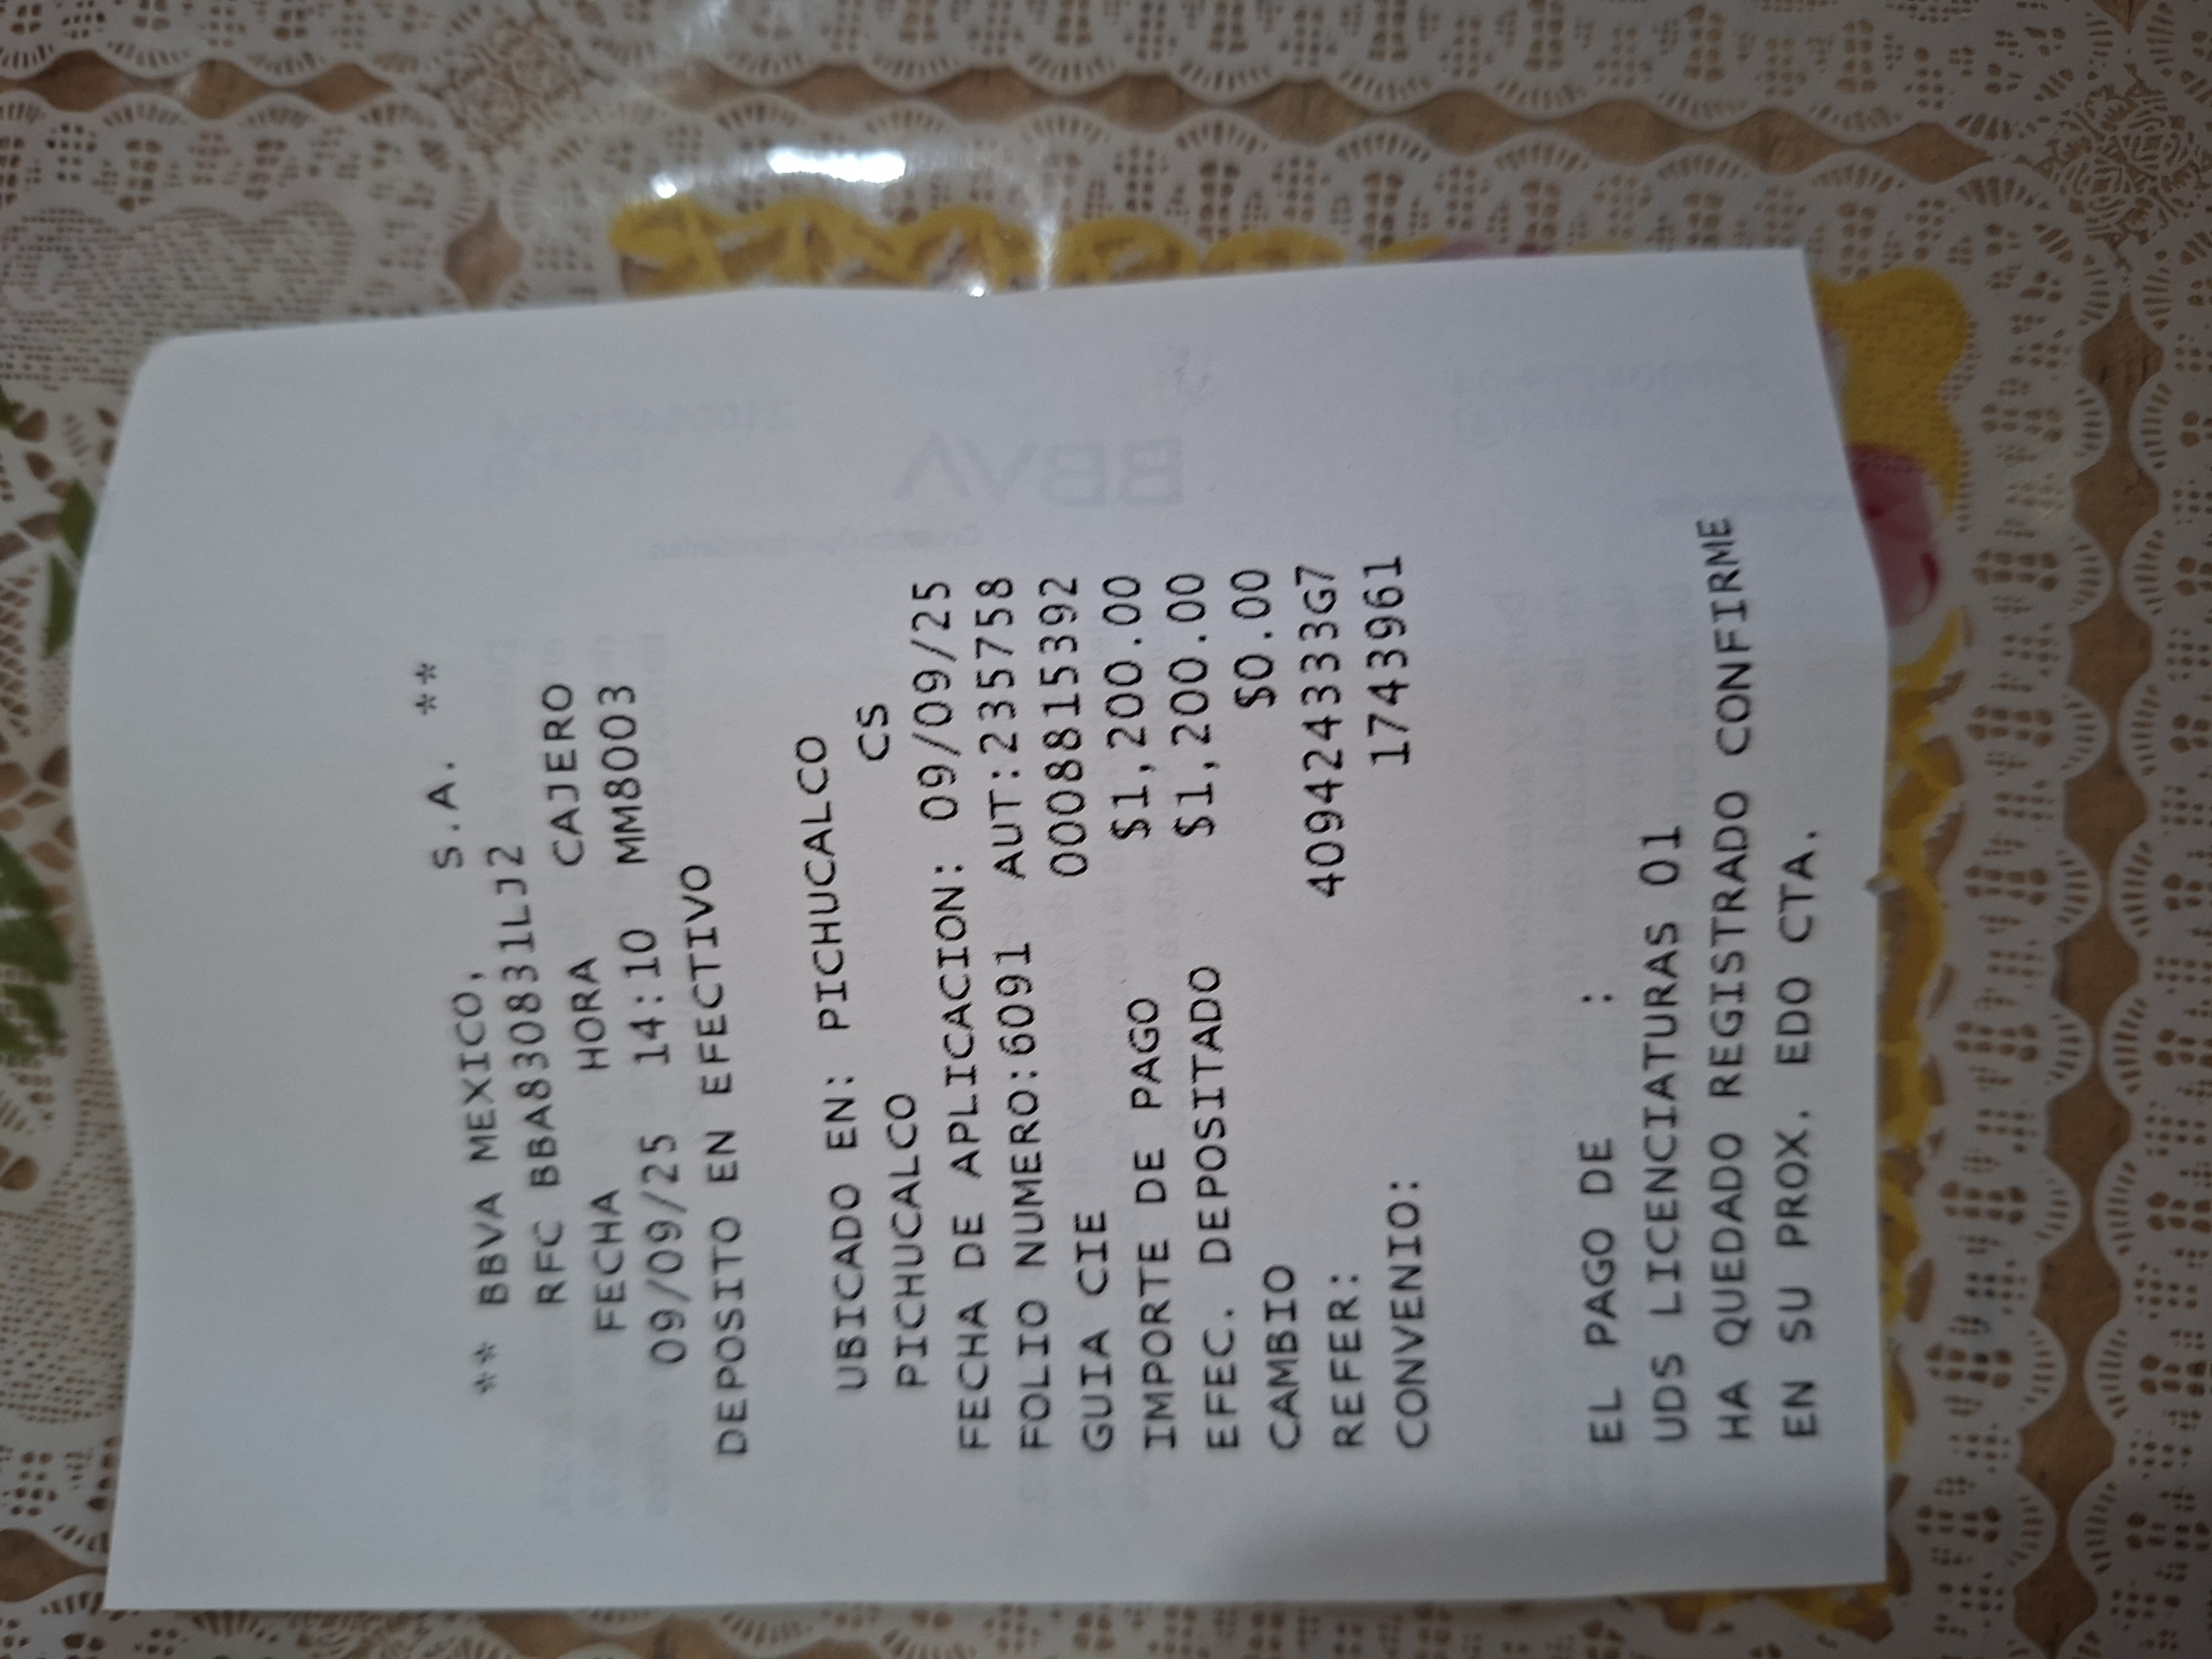 ** BBVA MEXICO, S.A. **
RFC BBA830831LJ2
FECHA HORA CAJERO
09/09/25 14:10 MM8003
DEPOSITO EN EFECTIVO
UBICADO EN: PICHUCALCO
PICHUCALCO CS
FECHA DE APLICACION: 09/09/25
FOLIO NUMERO:6091 AUT:235758
GUIA CIE 0008815392
IMPORTE DE PAGO $1,200.00
EFEC. DEPOSITADO $1,200.00
CAMBIO $0.00
REFER: 409424333G7
CONVENIO: 1743961
EL PAGO DE :
UDS LICENCIATURAS 01
HA QUEDADO REGISTRADO CONFIRME
EN SU PROX. EDO CTA.
BBVA